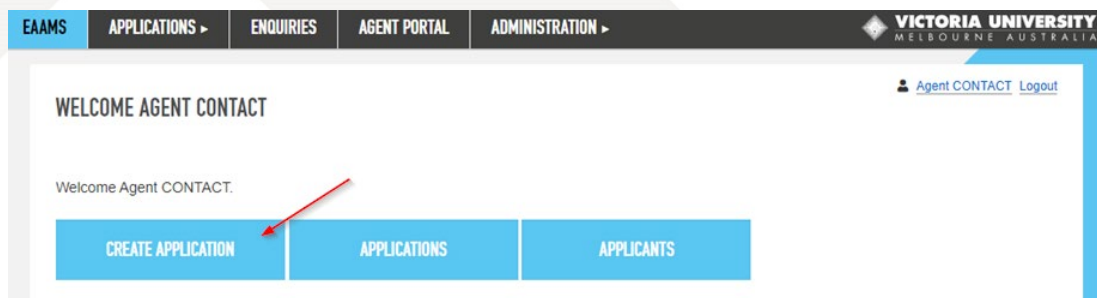 EAAMS APPLICATIONS ► ENQUIRIES AGENT PORTAL ADMINISTRATION ► VICTORIA UNIVERSITY
MELBOURNE AUSTRALIA
Agent CONTACT Logout
WELCOME AGENT CONTACT
Welcome Agent CONTACT.
CREATE APPLICATION APPLICATIONS APPLICANTS